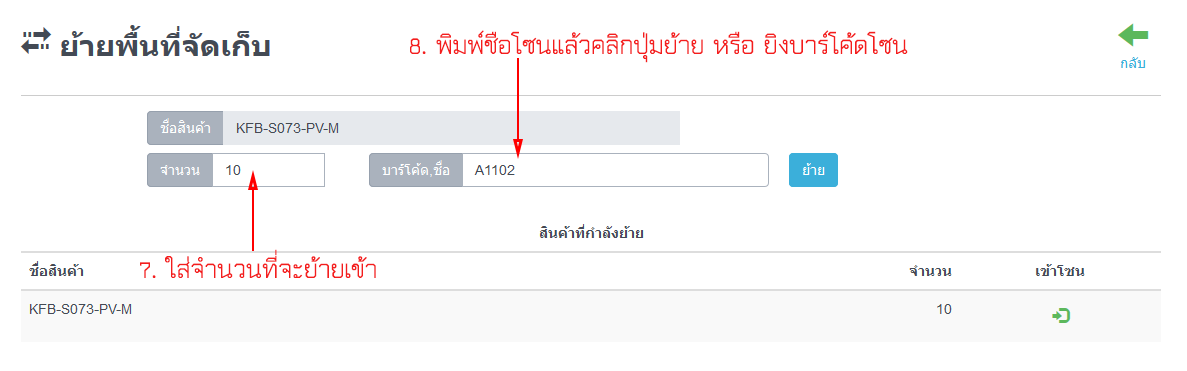 ย้ายพื้นที่จัดเก็บ
8. พิมพ์ชื่อโซนแล้วคลิกปุ่มย้าย หรือ ยิงบาร์โค้ดโซน
กลับ
ชื่อสินค้า KFB-S073-PV-M
จำนวน 10 บาร์โค้ด,ชื่อ A1102 ย้าย
สินค้าที่กำลังย้าย
7. ใส่จำนวนที่จะย้ายเข้า
ชื่อสินค้า จำนวน เข้าโซน
KFB-S073-PV-M 10